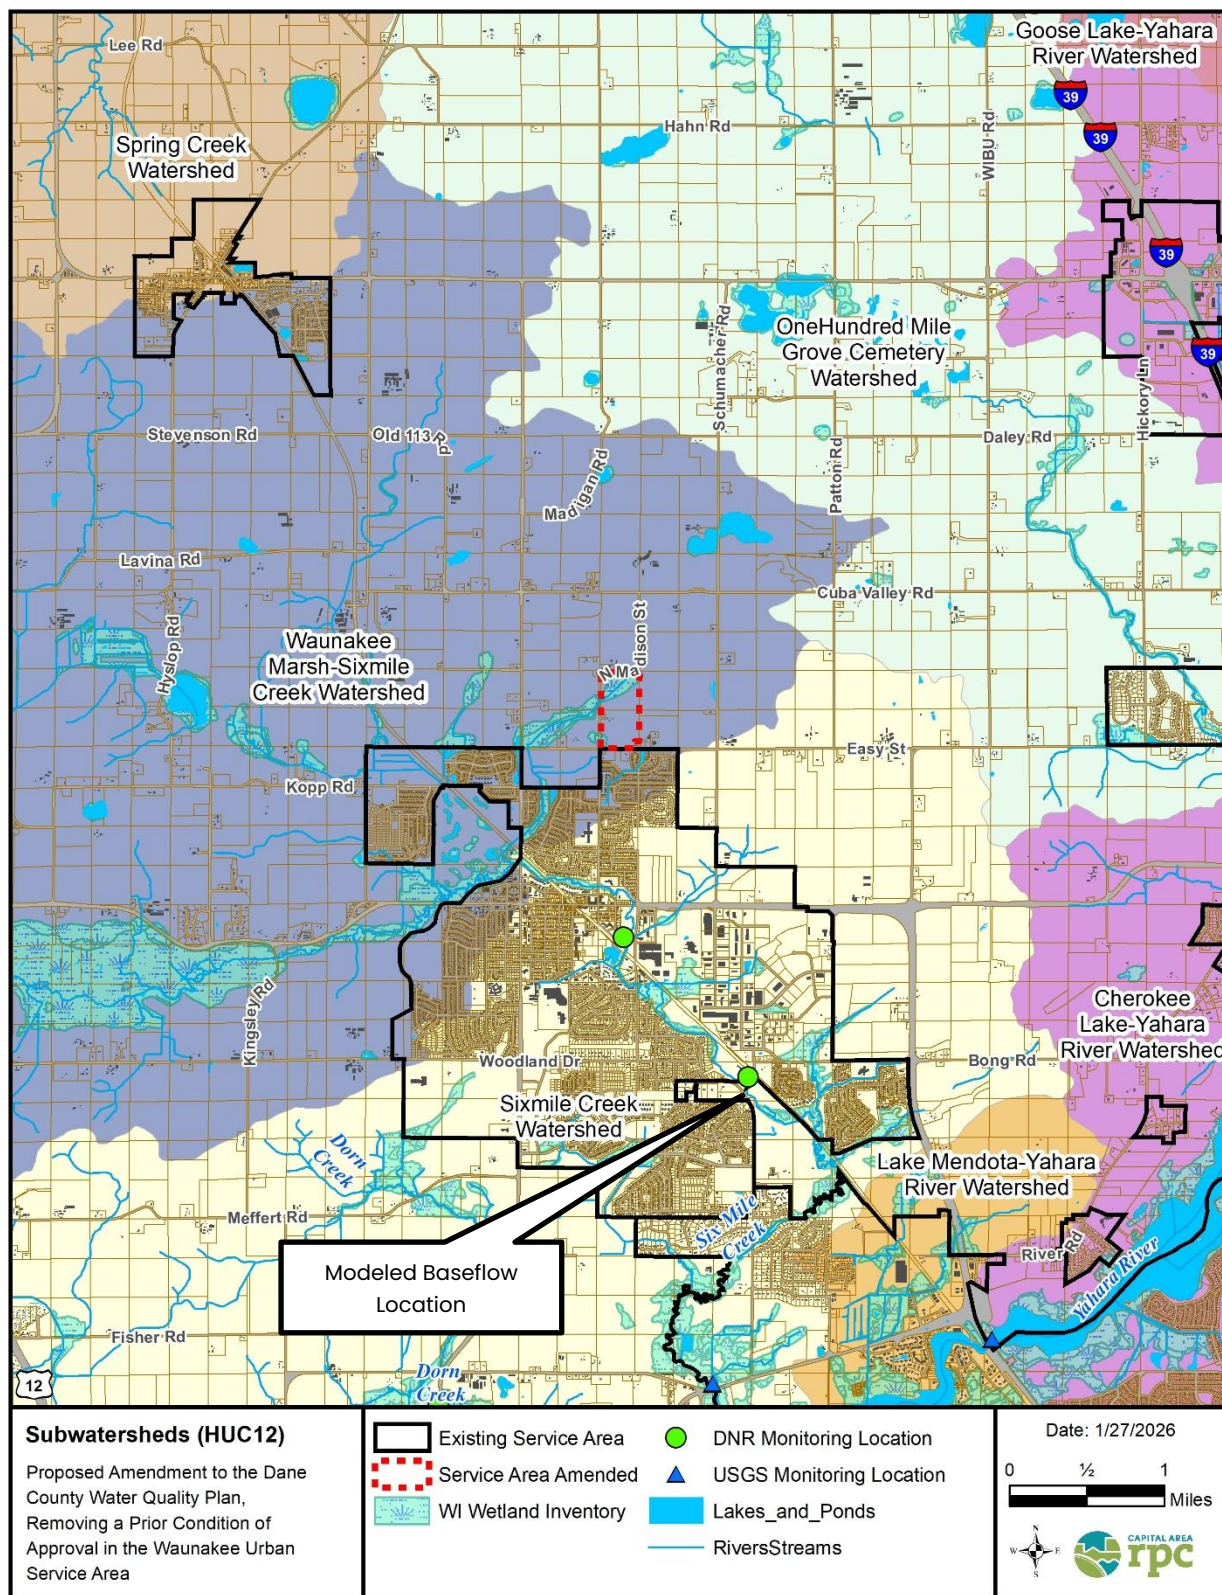 Lee Rd
Goose Lake-Yahara
River Watershed
39
39
Hahn Rd
WIBU Rd
Spring Creek
Watershed
39
Schumacher Rd
OneHundred Mile
Grove Cemetery
Watershed
39
Hickory Ln
Stevenson Rd
Old 113 Rd
Daley Rd
Patton Rd
Madigan Rd
Lavina Rd
Cuba Valley Rd
Hyslop Rd
Waunakee
Marsh-Sixmile
Creek Watershed
N Madison St
Easy St
Kopp Rd
Kingsley Rd
Cherokee
Lake-Yahara
River Watershed
Woodland Dr
Bong Rd
Sixmile Creek
Watershed
Dorn
Creek
Lake Mendota-Yahara
River Watershed
Meffert Rd
Six Mile
Creek
River Rd
Yahara River
Modeled Baseflow
Location
Fisher Rd
12
Dorn
Creek
Subwatersheds (HUC12)
Proposed Amendment to the Dane
County Water Quality Plan,
Removing a Prior Condition of
Approval in the Waunakee Urban
Service Area
Existing Service Area
Service Area Amended
WI Wetland Inventory
DNR Monitoring Location
USGS Monitoring Location
Lakes_and_Ponds
RiversStreams
Date: 1/27/2026
0 ½ 1
Miles
N
W E
S
CAPITAL AREA
rpc